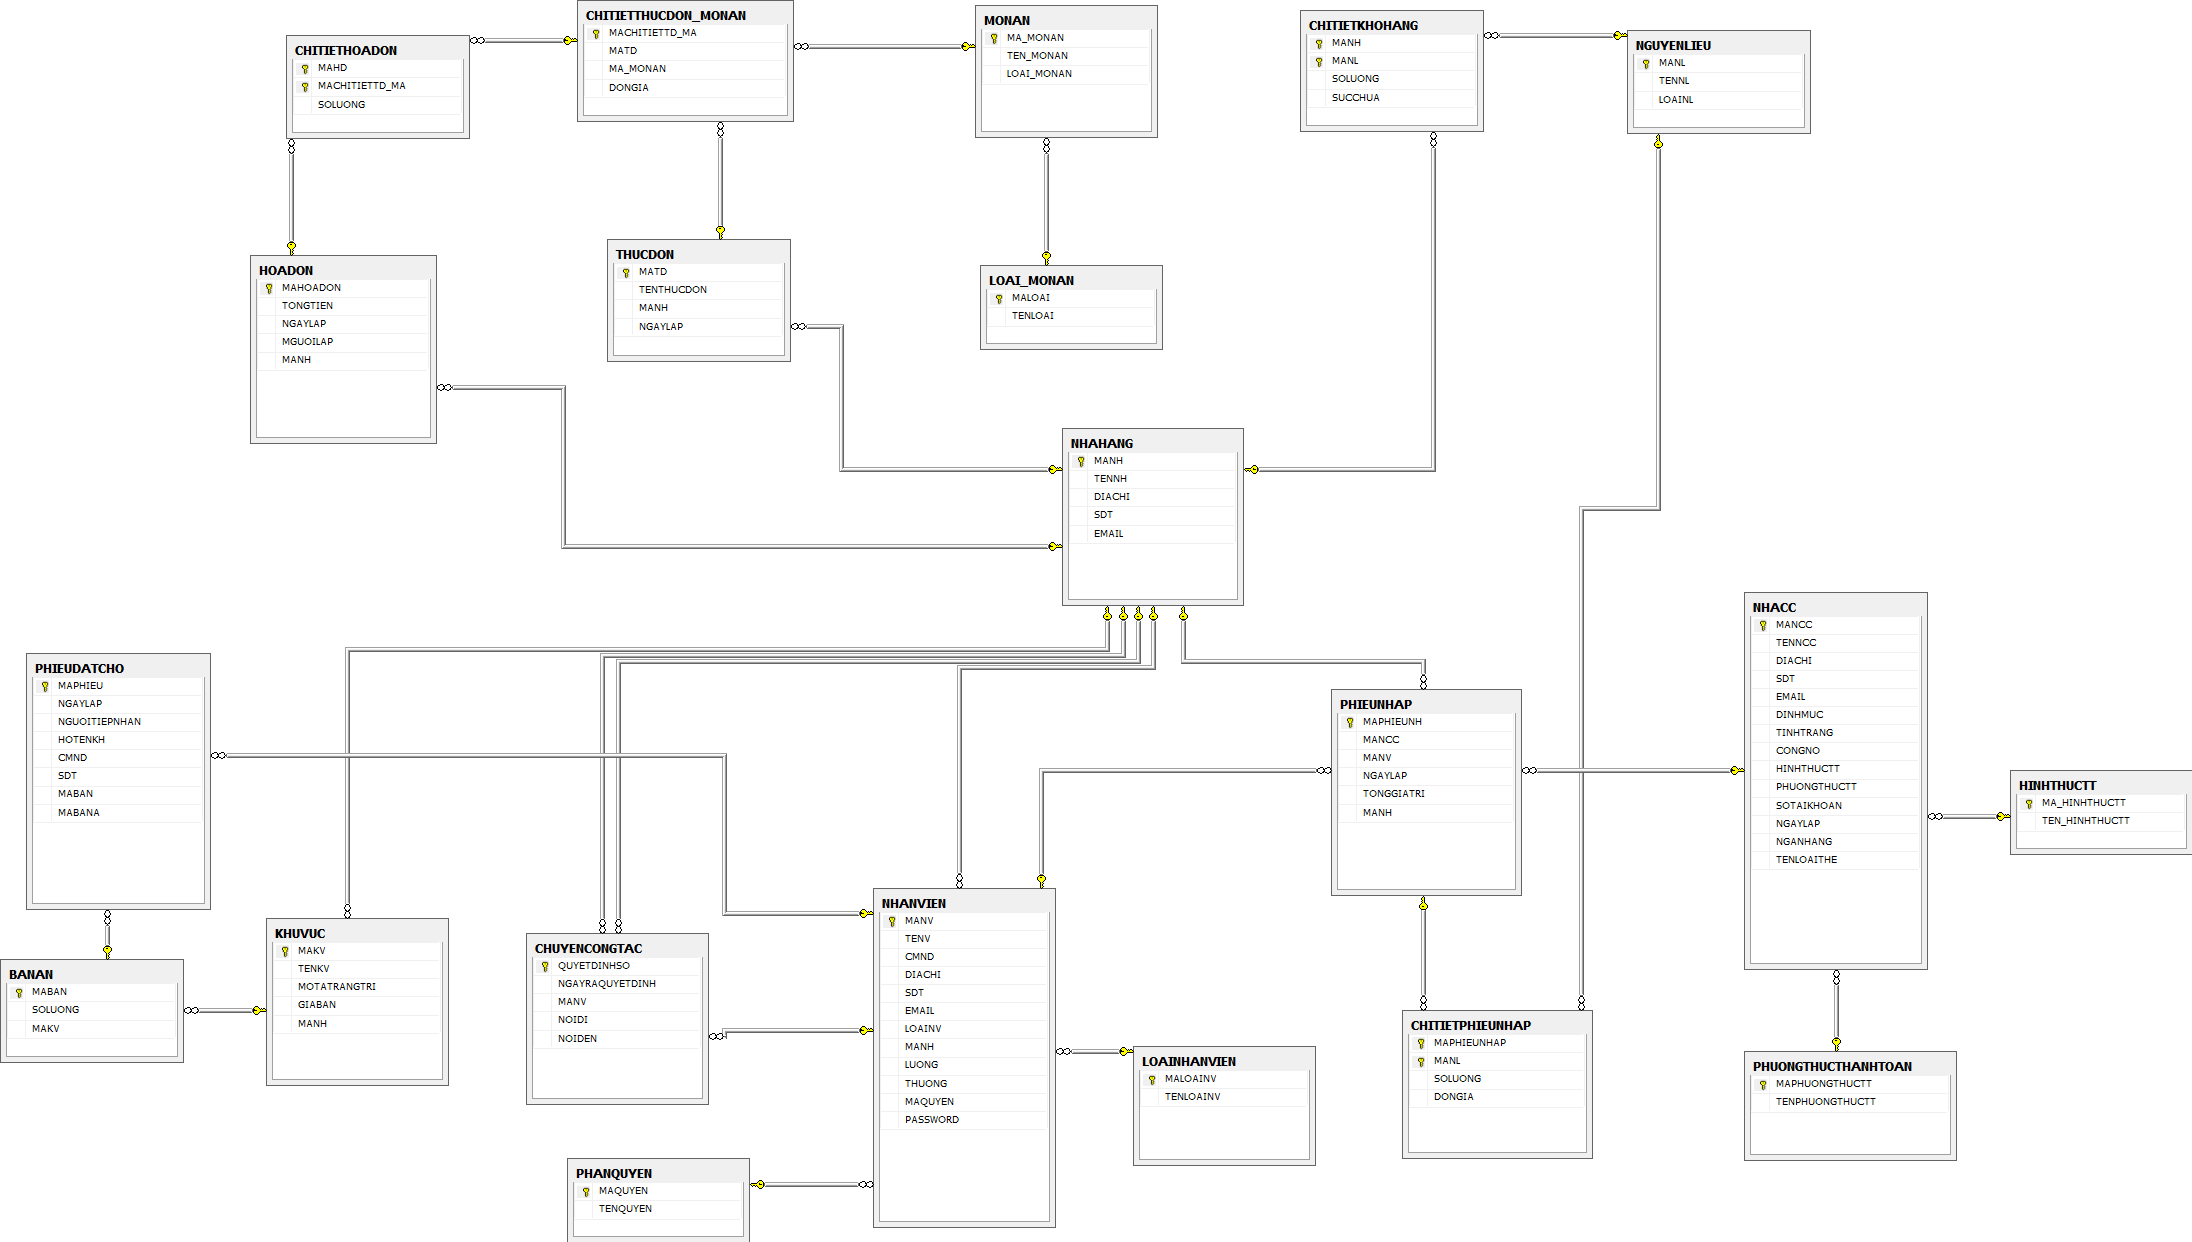 CHITIETHOADON
MAHD
MACHITIETTD_MA
SOLUONG
CHITIETTHUCDON_MONAN
MACHITIETTD_MA
MATD
MA_MONAN
DONGIA
MONAN
MA_MONAN
TEN_MONAN
LOAI_MONAN
CHITIETKHOHANG
MANH
MANL
SOLUONG
SUCCHUA
NGUYENLIEU
MANL
TENNL
LOAINL
HOADON
MAHOADON
TONGTIEN
NGAYLAP
MGUOILAP
MANH
THUCDON
MATD
TENTHUCDON
MANH
NGAYLAP
LOAI_MONAN
MALOAI
TENLOAI
NHAHANG
MANH
TENNH
DIACHI
SDT
EMAIL
PHIEUDATCHO
MAPHIEU
NGAYLAP
NGUOITIEPNHAN
HOTENKH
CMND
SDT
MABAN
MABANA
PHIEUNHAP
MAPHIEUNH
MANCC
MANV
NGAYLAP
TONGGIATRI
MANH
NHACC
MANCC
TENNCC
DIACHI
SDT
EMAIL
DINHMUC
TINHTRANG
CONGNO
HINHTHUCTT
PHUONGTHUCTT
SOTAIKHOAN
NGAYLAP
NGANHANG
TENLOAITHE
HINHTHUCTT
MA_HINHTHUCTT
TEN_HINHTHUCTT
BANAN
MABAN
SOLUONG
MAKV
KHUVUC
MAKV
TENKV
MOTATRANGTRI
GIABAN
MANH
CHUYENCONGTAC
QUYETDINHSO
NGAYRAQUYETDINH
MANV
NOIDI
NOIDEN
NHANVIEN
MANV
TENV
CMND
DIACHI
SDT
EMAIL
LOAINV
MANH
LUONG
THUONG
MAQUYEN
PASSWORD
LOAINHANVIEN
MALOAINV
TENLOAINV
CHITIETPHIEUNHAP
MAPHIEUNHAP
MANL
SOLUONG
DONGIA
PHUONGTHUCTHANHTOAN
MAPHUONGTHUCTT
TENPHUONGTHUCTT
PHANQUYEN
MAQUYEN
TENQUYEN